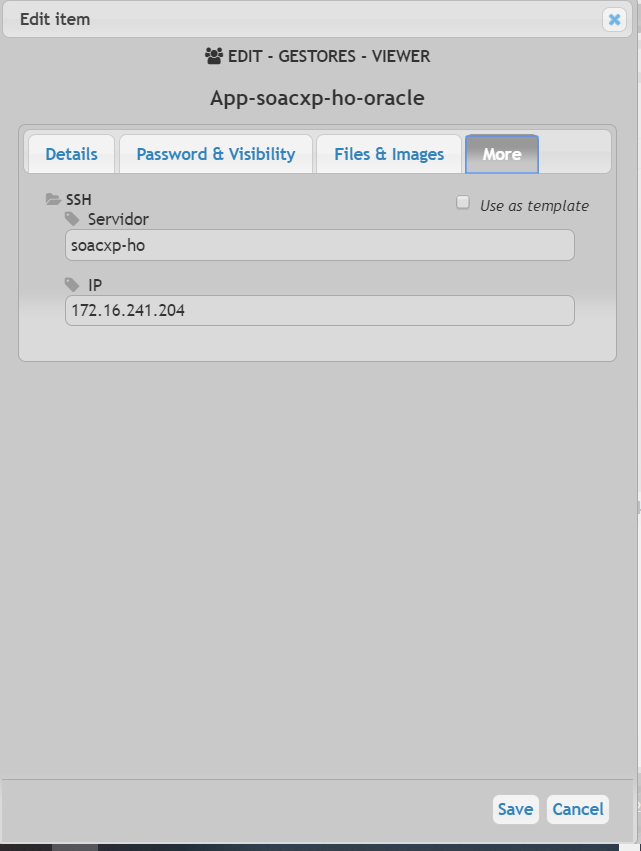 Edit item
EDIT - GESTORES - VIEWER
App-soacxp-ho-oracle
Details Password & Visibility Files & Images More
SSH
Use as template
Servidor
soacxp-ho
IP
172.16.241.204
Save Cancel